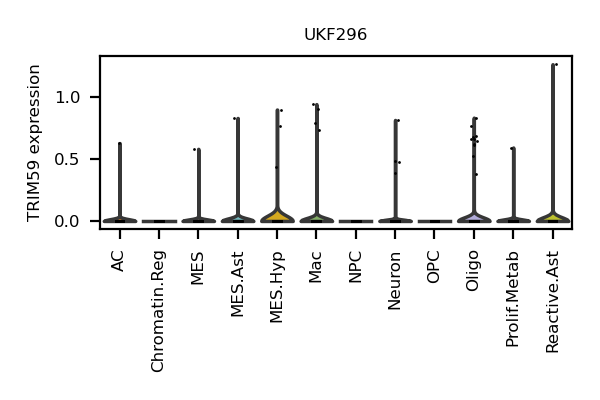 UKF296
TRIM59 expression
1.0
0.5
0.0
AC
Chromatin.Reg
MES
MES.Ast
MES.Hyp
Mac
NPC
Neuron
OPC
Oligo
Prolif.Metab
Reactive.Ast